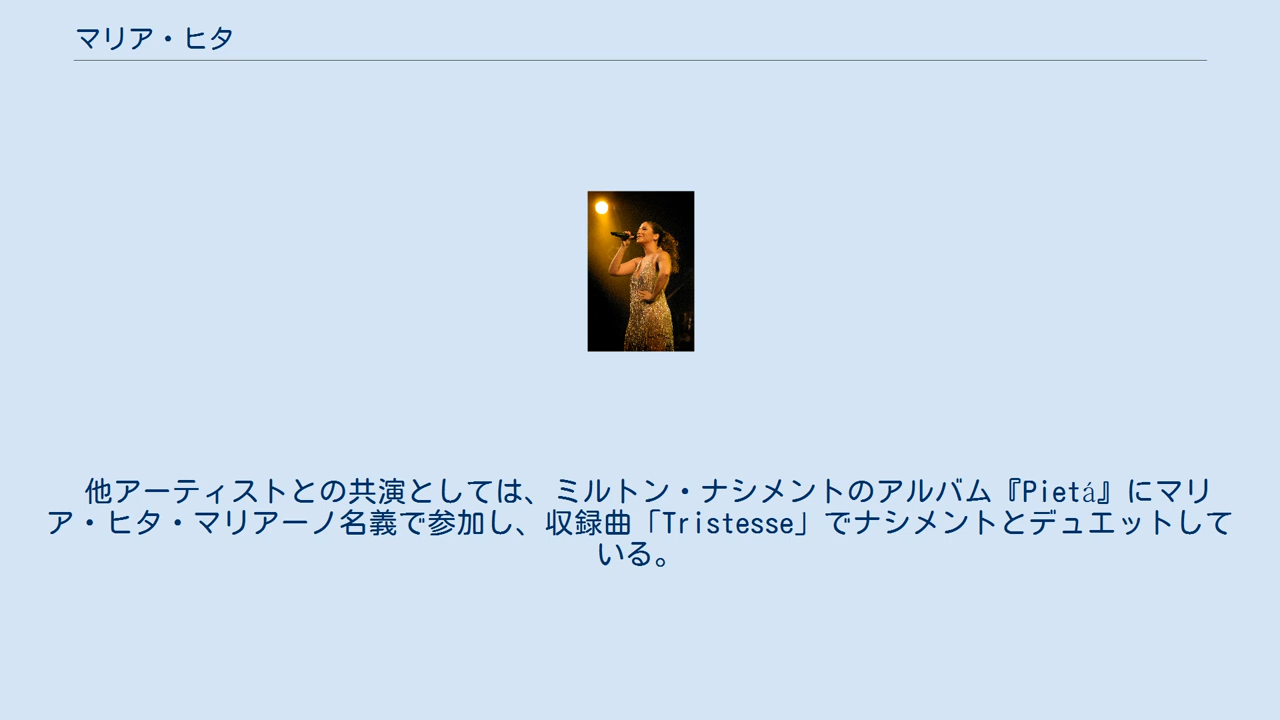 マリア・ヒタ
他アーティストとの共演としては、ミルトン・ナシメントのアルバム『Pietá』にマリ
ア・ヒタ・マリアーノ名義で参加し、収録曲「Tristesse」でナシメントとデュエットして
いる。